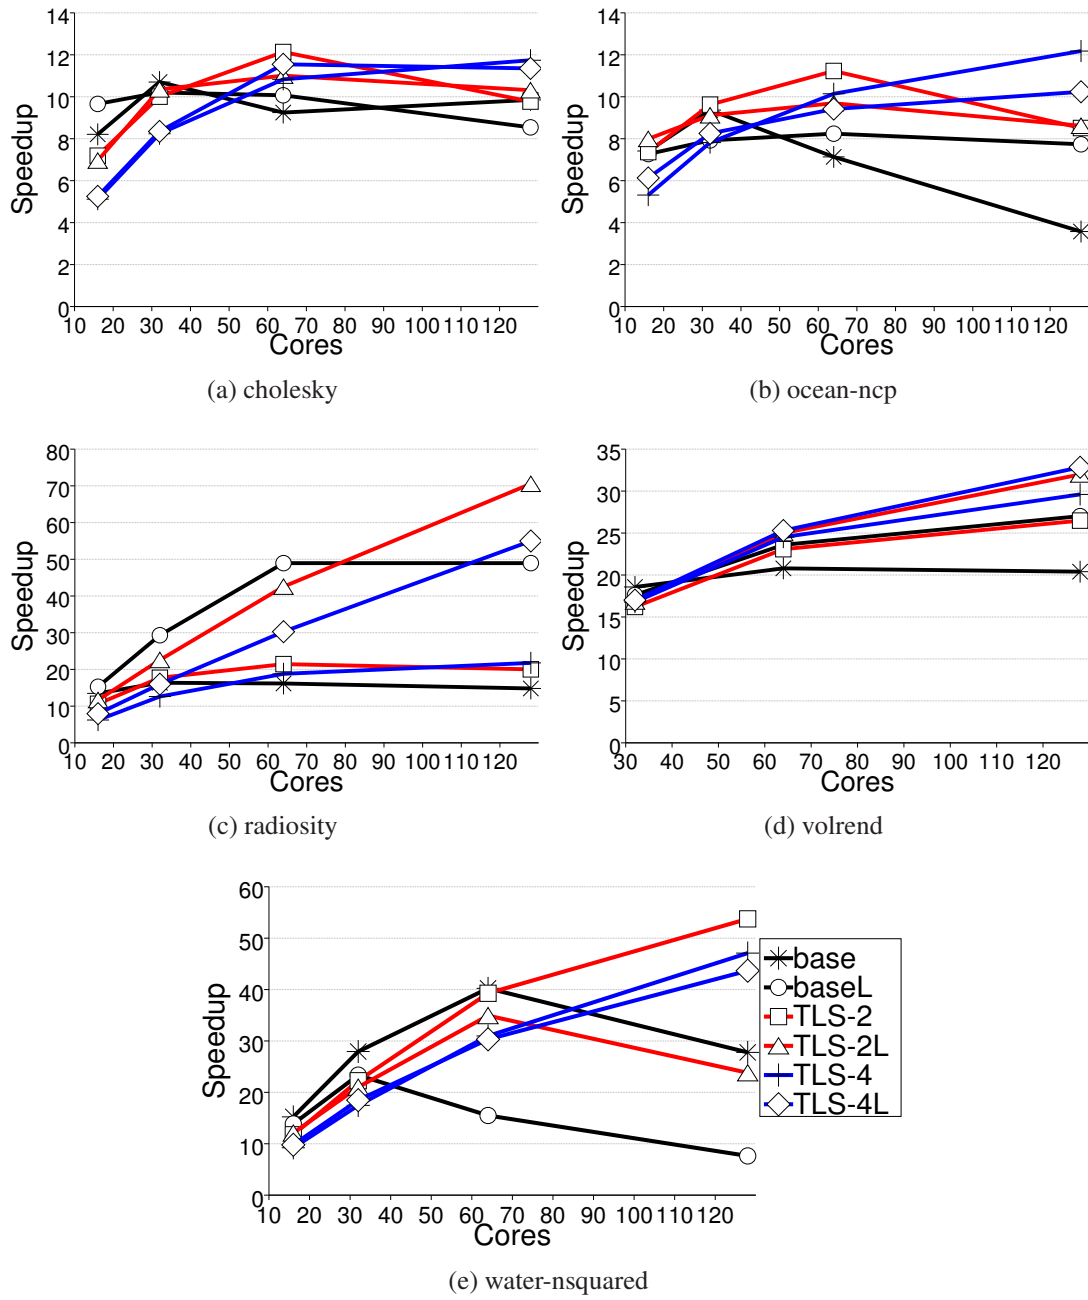 14
12
10
8
6
4
2
0
Speedup
10 20 30 40 50 60 70 80 90 100 110 120
Cores
(a) cholesky
14
12
10
8
6
4
2
0
Speedup
10 20 30 40 50 60 70 80 90 100 110 120
Cores
(b) ocean-ncp
80
70
60
50
40
30
20
10
0
Speedup
10 20 30 40 50 60 70 80 90 100 110 120
Cores
(c) radiosity
35
30
25
20
15
10
5
0
Speedup
30 40 50 60 70 80 90 100 110 120
Cores
(d) volrend
60
50
40
30
20
10
0
Speedup
10 20 30 40 50 60 70 80 90 100 110 120
Cores
base
baseL
TLS-2
TLS-2L
TLS-4
TLS-4L
(e) water-nsquared